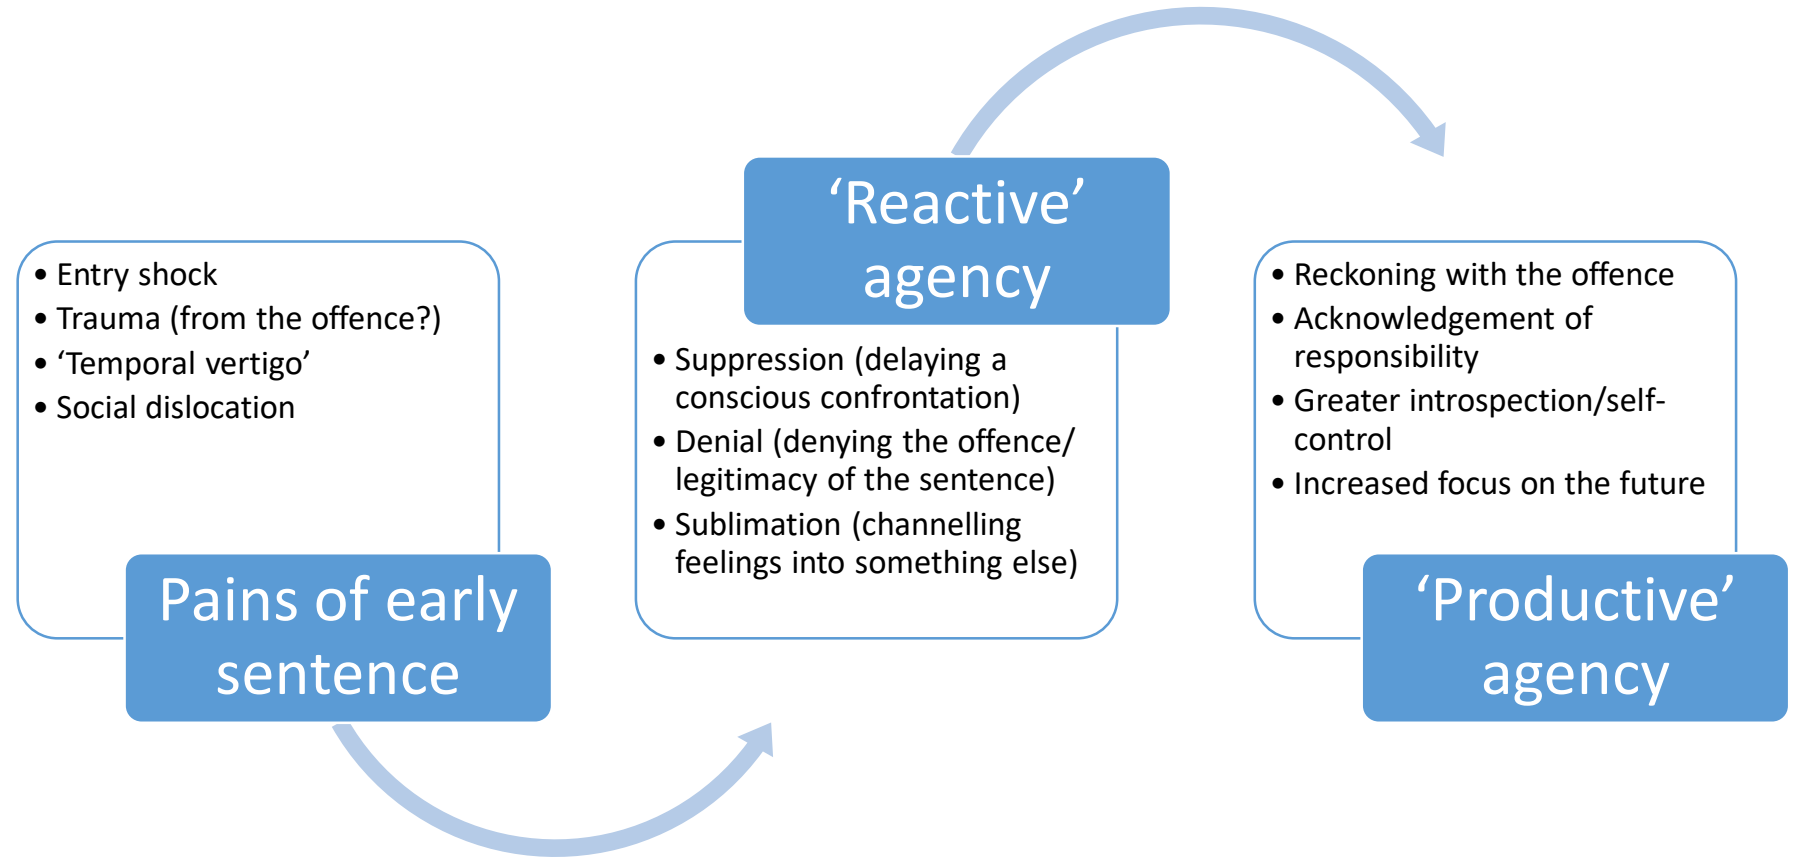 • Entry shock
• Trauma (from the offence?)
• ‘Temporal vertigo’
• Social dislocation
Pains of early
sentence
‘Reactive’
agency
• Suppression (delaying a
conscious confrontation)
• Denial (denying the offence/
legitimacy of the sentence)
• Sublimation (channelling
feelings into something else)
• Reckoning with the offence
• Acknowledgement of
responsibility
• Greater introspection/self-
control
• Increased focus on the future
‘Productive’
agency